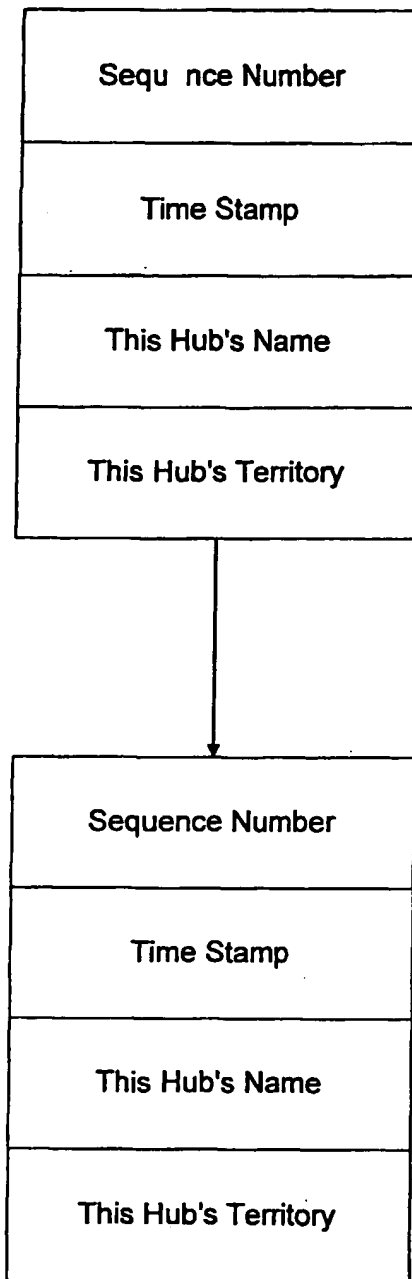 Sequ nce Number
Time Stamp
This Hub's Name
This Hub's Territory
Sequence Number
Time Stamp
This Hub's Name
This Hub's Territory